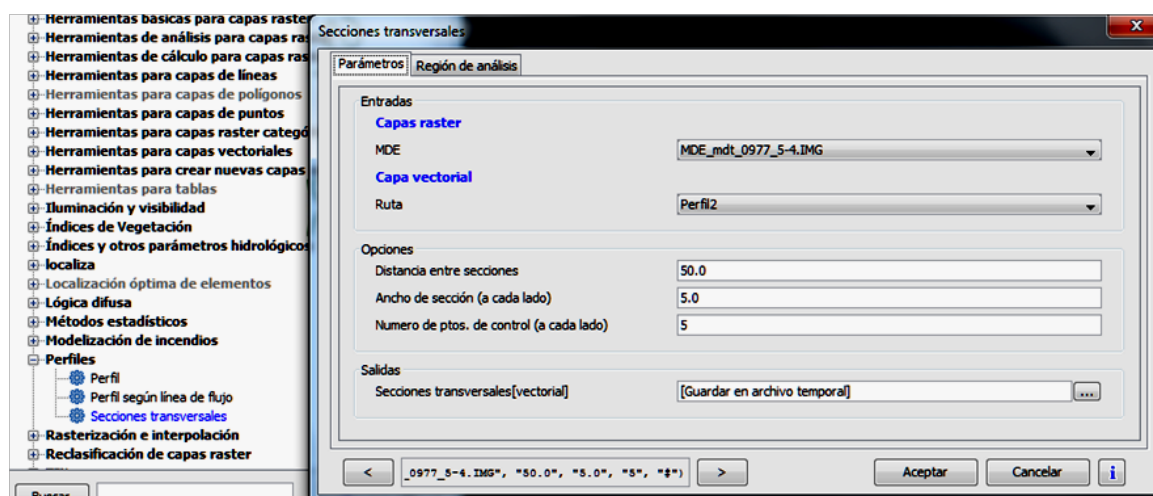 Herramientas básicas para capas raster
Herramientas de análisis para capas ras
Herramientas de cálculo para capas ras
Herramientas para capas de líneas
Herramientas para capas de polígonos
Herramientas para capas de puntos
Herramientas para capas raster categó
Herramientas para capas vectoriales
Herramientas para crear nuevas capas
Herramientas para tablas
Iluminación y visibilidad
Índices de Vegetación
Índices y otros parámetros hidrológicos
localiza
Localización óptima de elementos
Lógica difusa
Métodos estadísticos
Modelización de incendios
Perfiles
Perfil
Perfil según línea de flujo
Secciones transversales
Rasterización e interpolación
Reclasificación de capas raster
Secciones transversales
Parámetros Región de análisis
Entradas
Capas raster
MDE MDE_mdt_0977_5-4.IMG
Capa vectorial
Ruta Perfil2
Opciones
Distancia entre secciones 50.0
Ancho de sección (a cada lado) 5.0
Numero de ptos. de control (a cada lado) 5
Salidas
Secciones transversales[vectorial] [Guardar en archivo temporal] ...
< _0977_5-4.IMG", "50.0", "5.0", "5", "$") > Aceptar Cancelar i